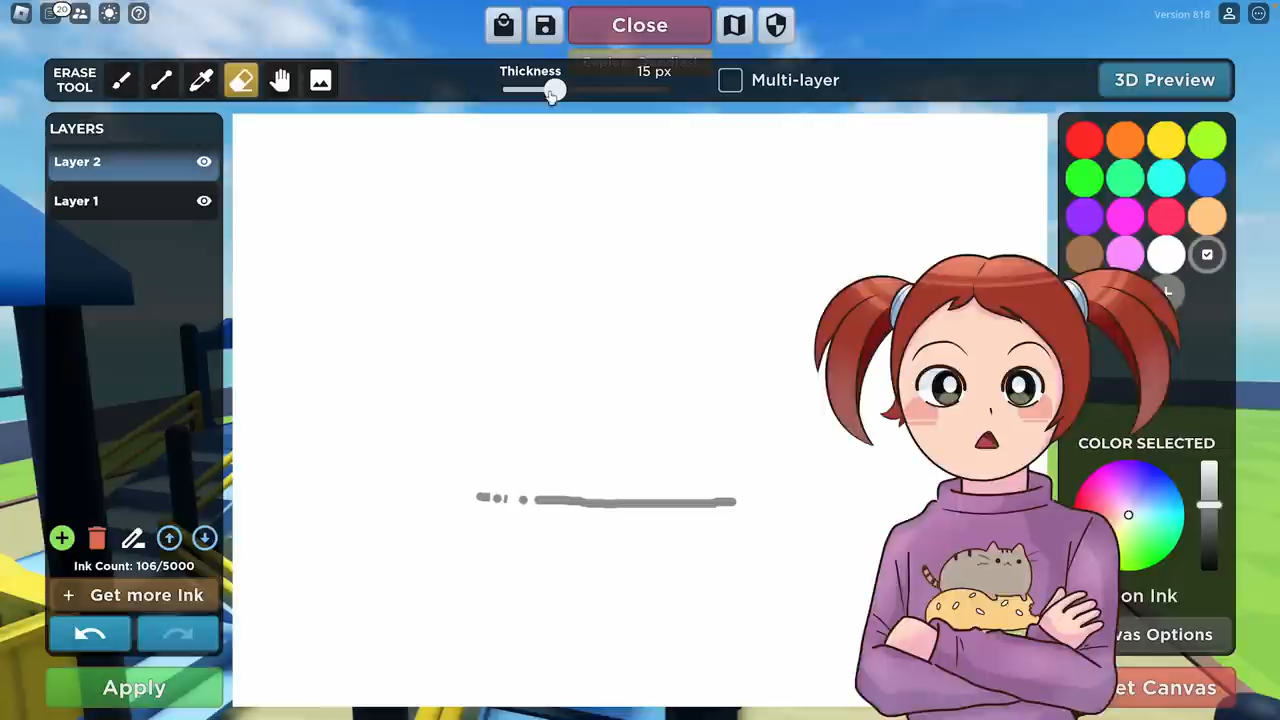 20
Version 818
Close
ERASE TOOL
Thickness
15 px
Multi-layer
3D Preview
LAYERS
Layer 2
Layer 1
COLOR SELECTED
Ink Count: 106/5000
+ Get more Ink
on Ink
vas Options
Apply
et Canvas